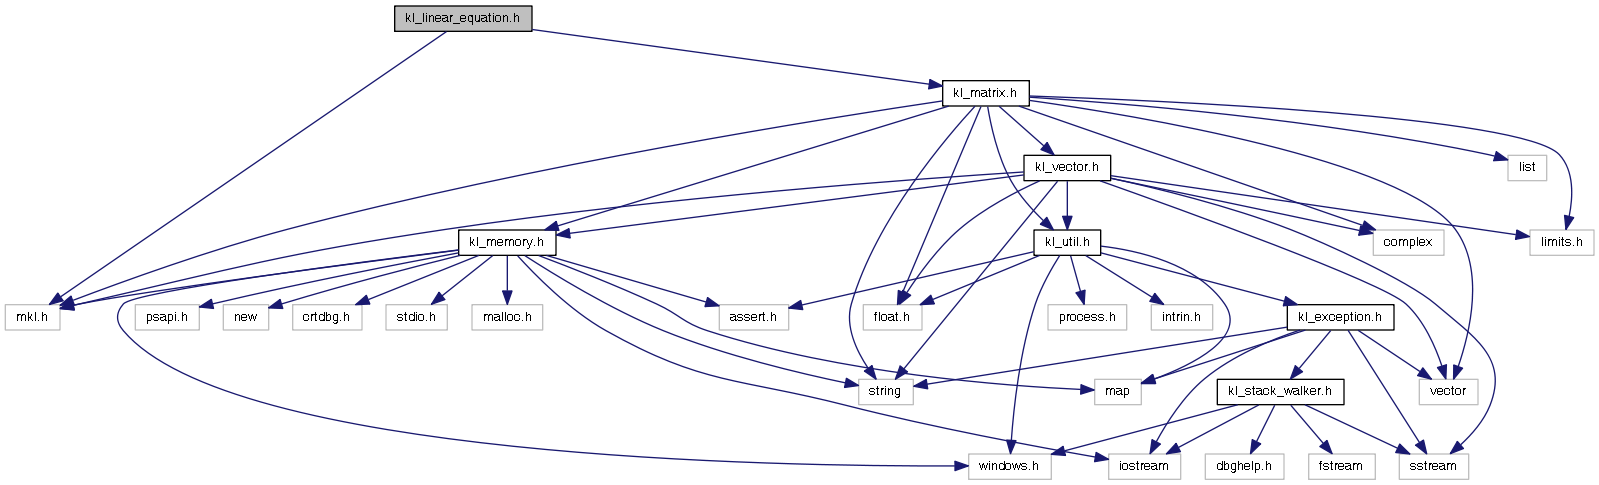 kl_linear_equation.h
kl_matrix.h
kl_vector.h
list
kl_memory.h
kl_util.h
complex
limits.h
mkl.h
psapi.h
new
crtdbg.h
stdio.h
malloc.h
assert.h
float.h
process.h
intrin.h
kl_exception.h
string
map
kl_stack_walker.h
vector
windows.h
iostream
dbghelp.h
fstream
sstream